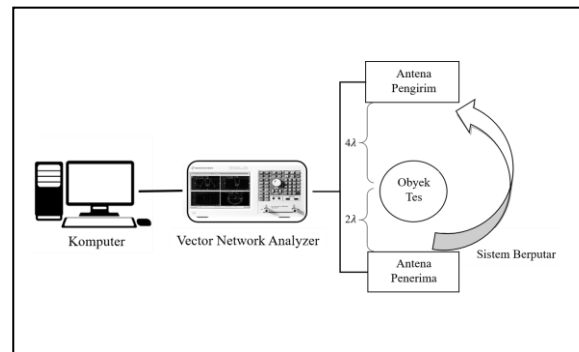 Antena
Pengirim
4λ
Obyek
Tes
2λ
Komputer
Vector Network Analyzer
Sistem Berputar
Antena
Penerima